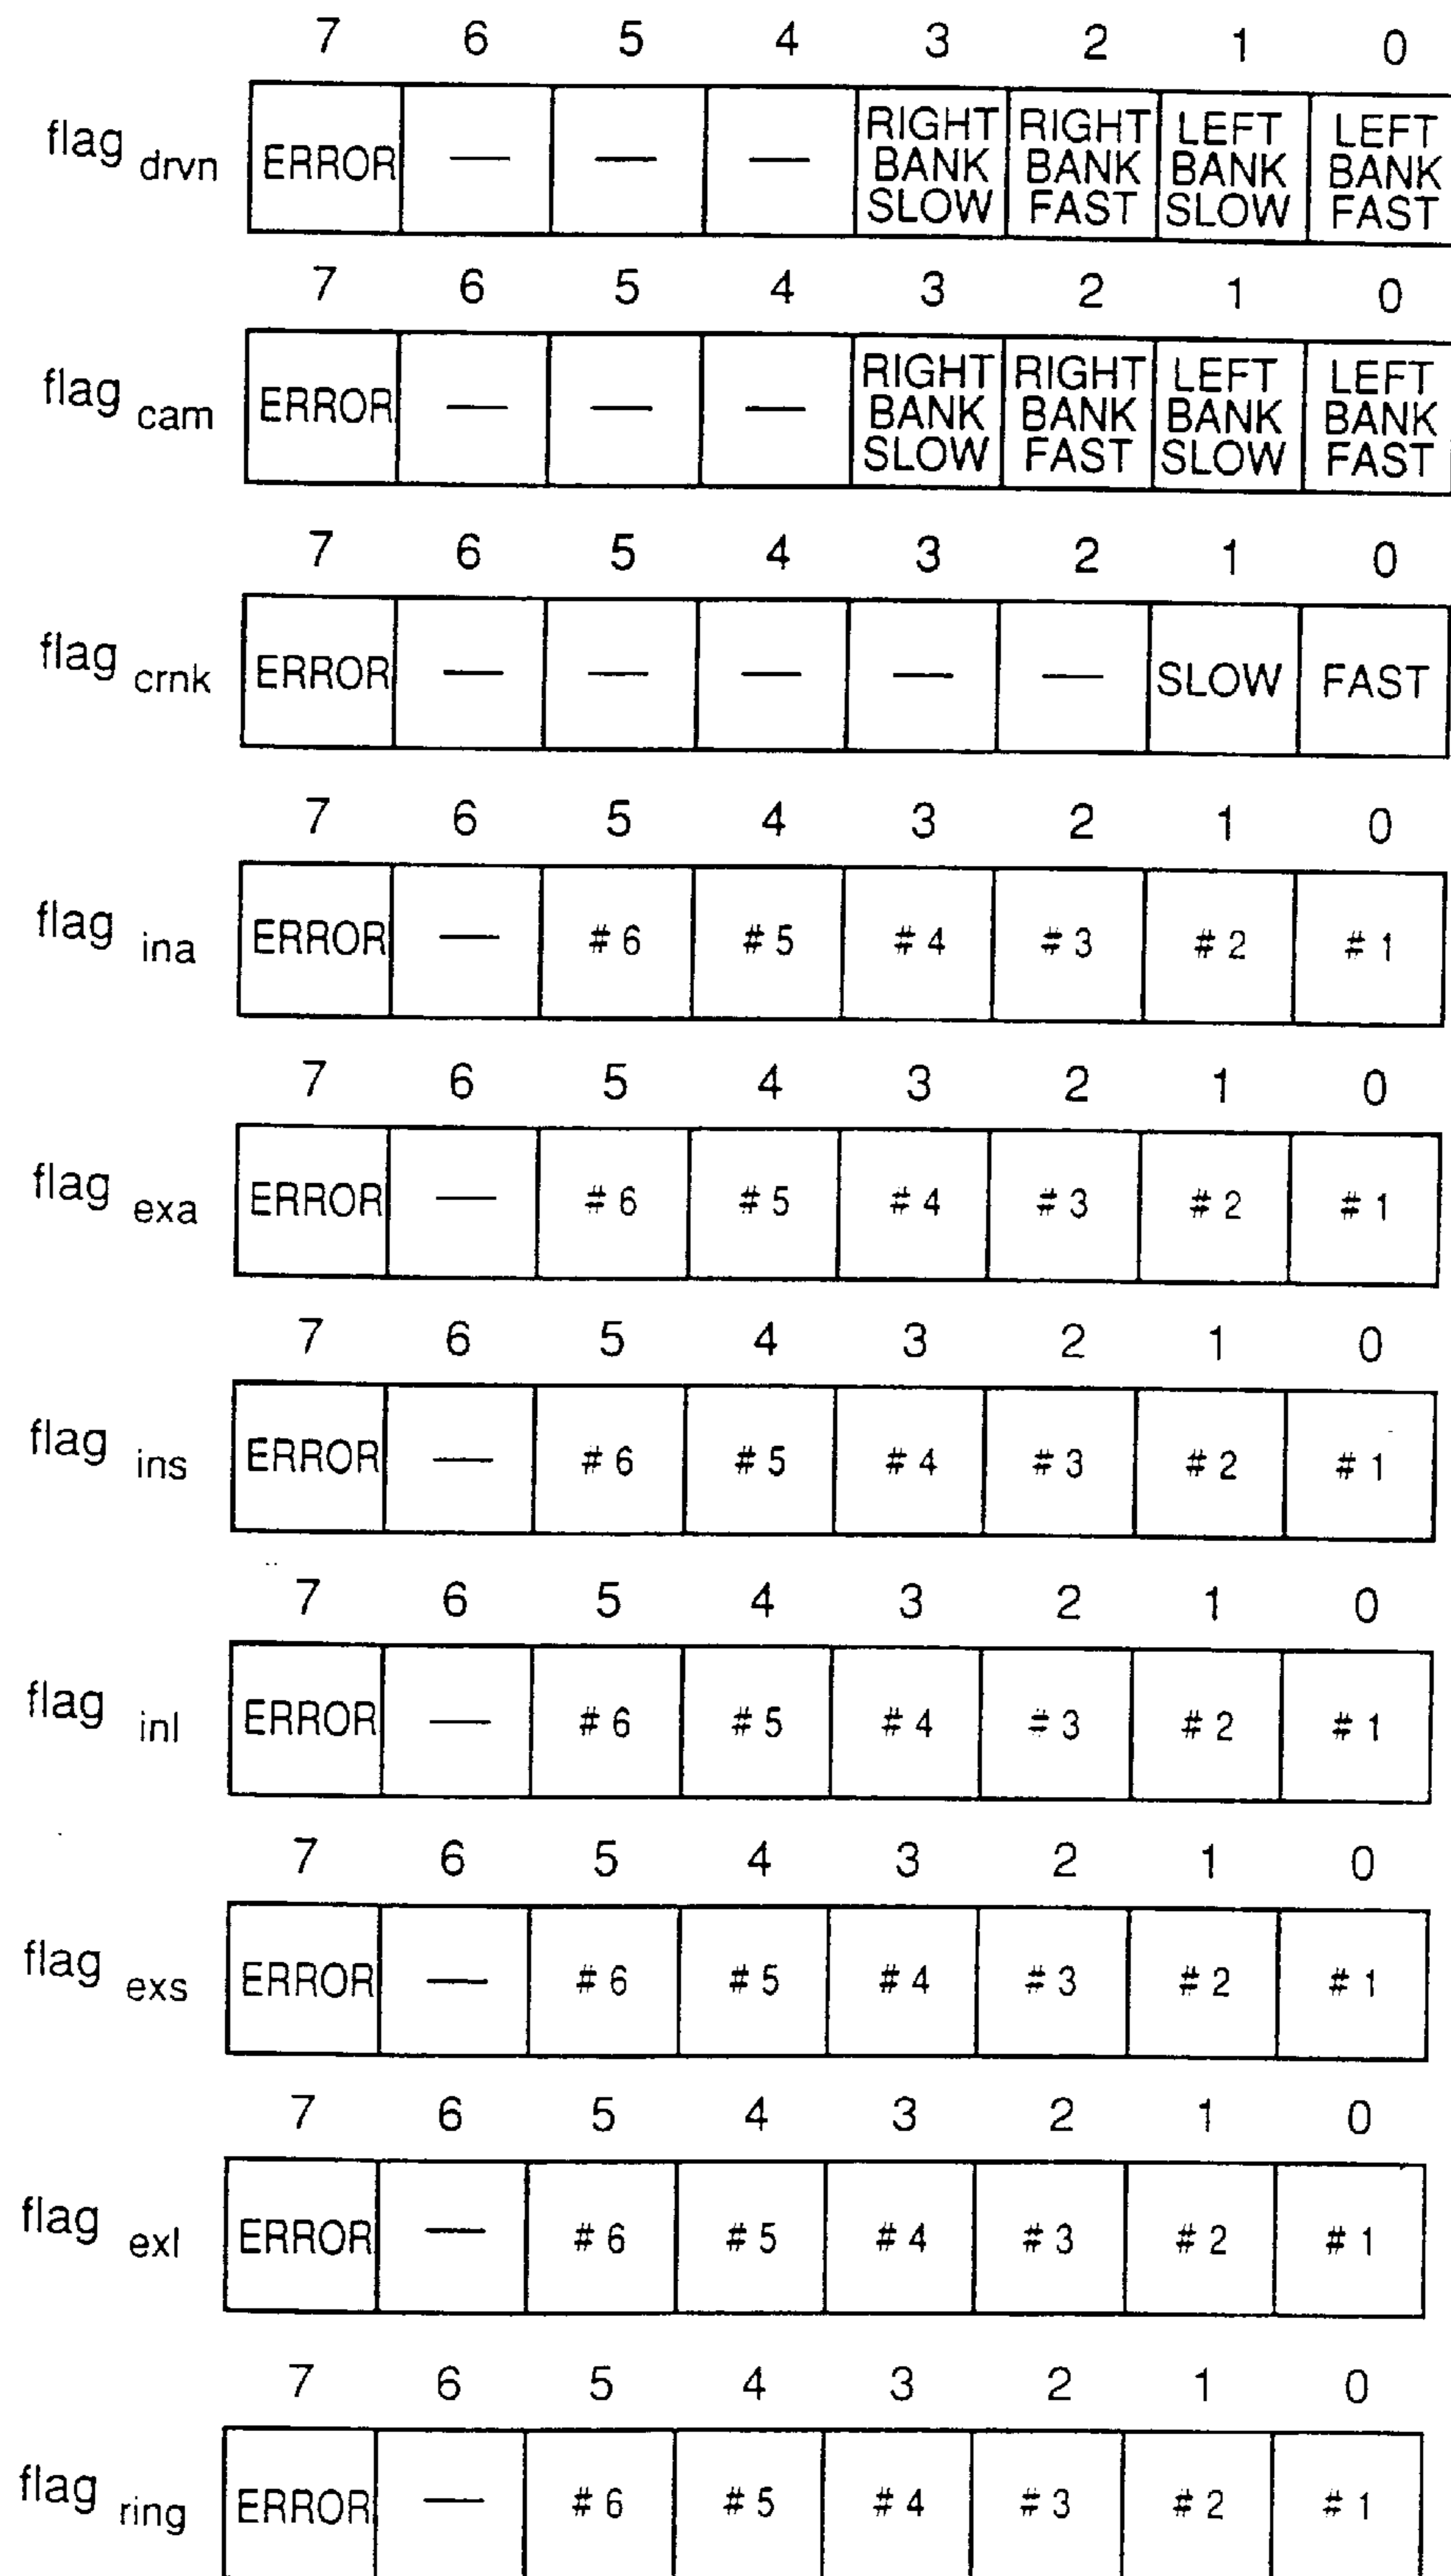 7 6 5 4 3 2 1 0
flag drvn ERROR — — — RIGHT BANK SLOW RIGHT BANK FAST LEFT BANK SLOW LEFT BANK FAST
7 6 5 4 3 2 1 0
flag cam ERROR — — — RIGHT BANK SLOW RIGHT BANK FAST LEFT BANK SLOW LEFT BANK FAST
7 6 5 4 3 2 1 0
flag crnk ERROR — — — — — SLOW FAST
7 6 5 4 3 2 1 0
flag ina ERROR — #6 #5 #4 #3 #2 #1
7 6 5 4 3 2 1 0
flag exa ERROR — #6 #5 #4 #3 #2 #1
7 6 5 4 3 2 1 0
flag ins ERROR — #6 #5 #4 #3 #2 #1
7 6 5 4 3 2 1 0
flag inl ERROR — #6 #5 #4 #3 #2 #1
7 6 5 4 3 2 1 0
flag exs ERROR — #6 #5 #4 #3 #2 #1
7 6 5 4 3 2 1 0
flag exl ERROR — #6 #5 #4 #3 #2 #1
7 6 5 4 3 2 1 0
flag ring ERROR — #6 #5 #4 #3 #2 #1